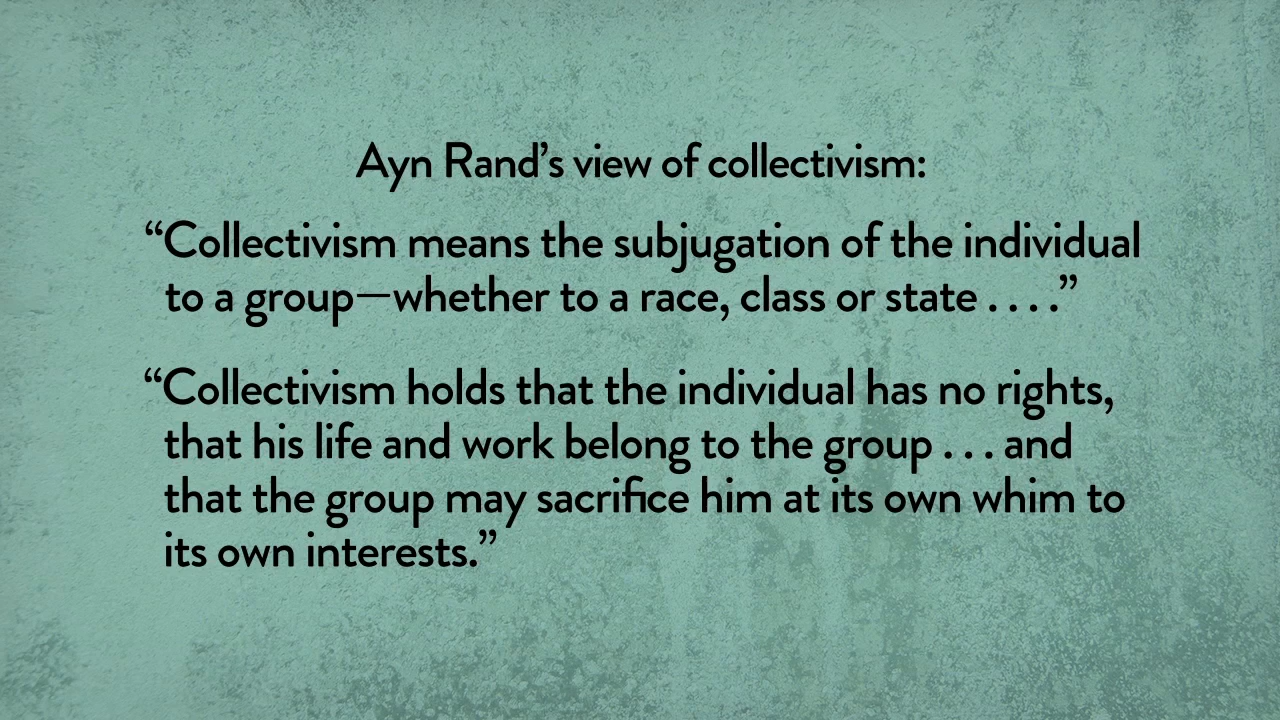 Ayn Rand’s view of collectivism:
“Collectivism means the subjugation of the individual
to a group—whether to a race, class or state . . . .”
“Collectivism holds that the individual has no rights,
that his life and work belong to the group . . . and
that the group may sacrifice him at its own whim to
its own interests.”